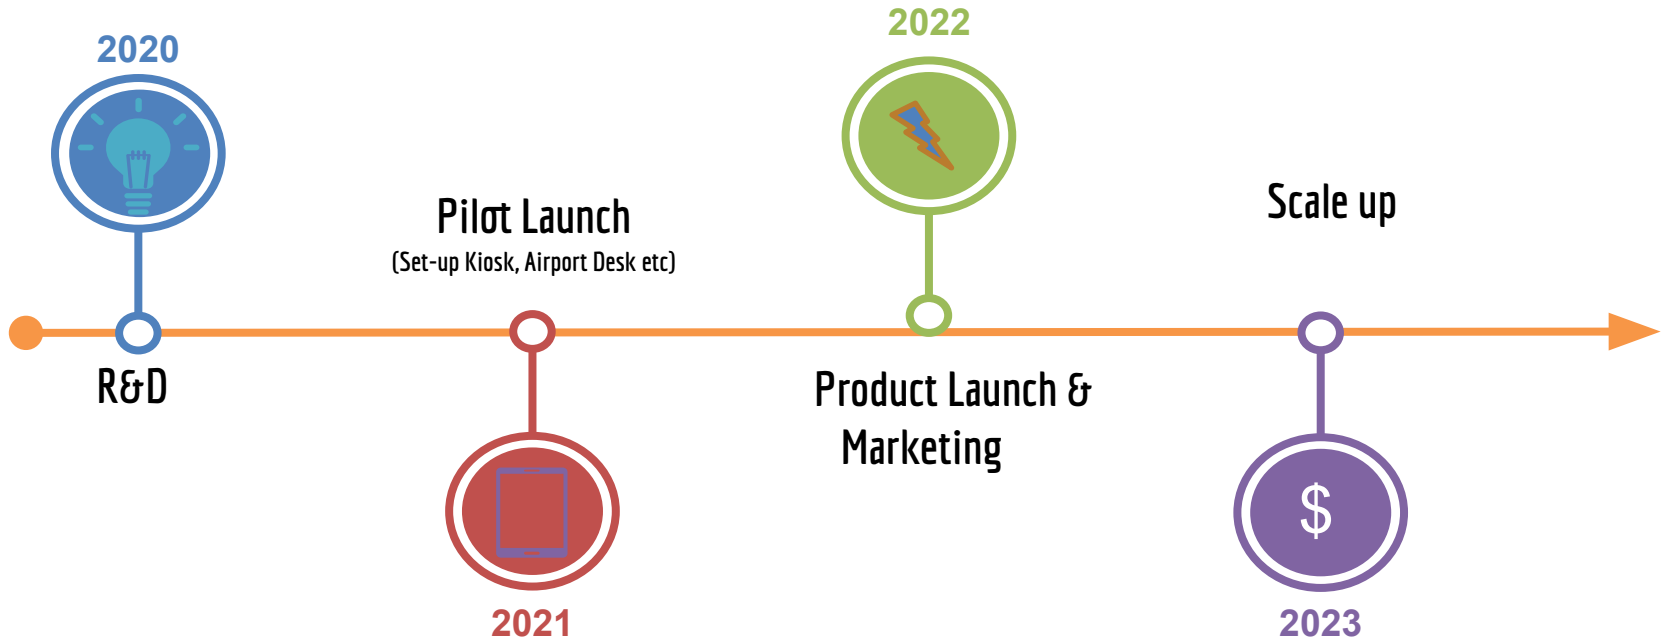 2020
R&D
Pilot Launch
(Set-up Kiosk, Airport Desk etc)
2021
2022
Product Launch &
Marketing
Scale up
$
2023